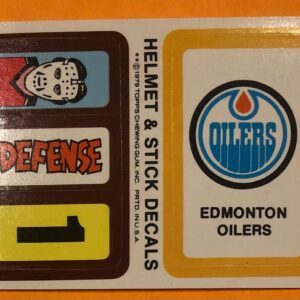 DEFENSE
1
HELMET & STICK DECALS
**©1979 TOPPS CHEWING GUM, INC. PRTD. IN U.S.A.
OILERS
EDMONTON
OILERS